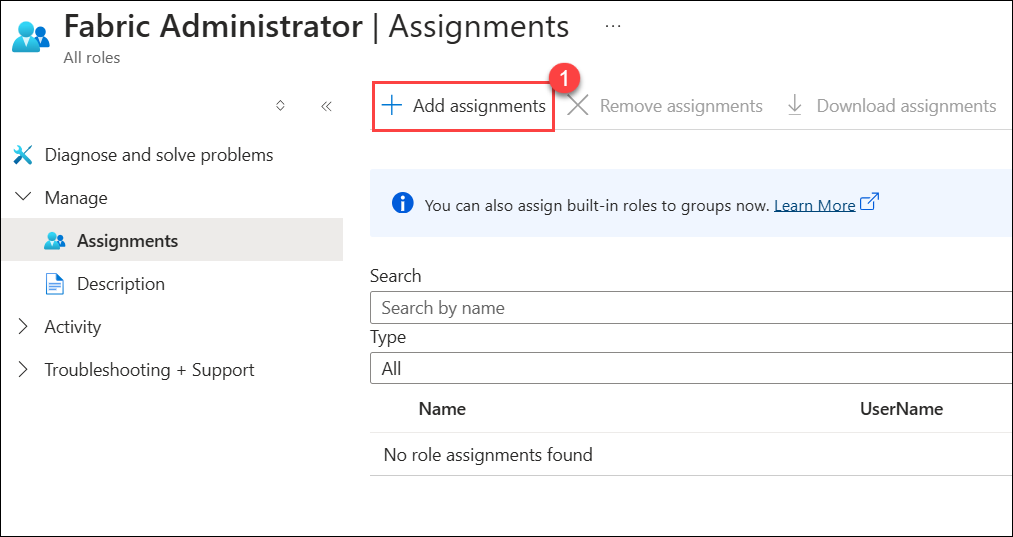 Fabric Administrator | Assignments ...
All roles
1
Add assignments Remove assignments Download assignments
Diagnose and solve problems
Manage
You can also assign built-in roles to groups now. Learn More
Assignments
Search
Description
Search by name
Activity
Type
Troubleshooting + Support
All
Name UserName
No role assignments found